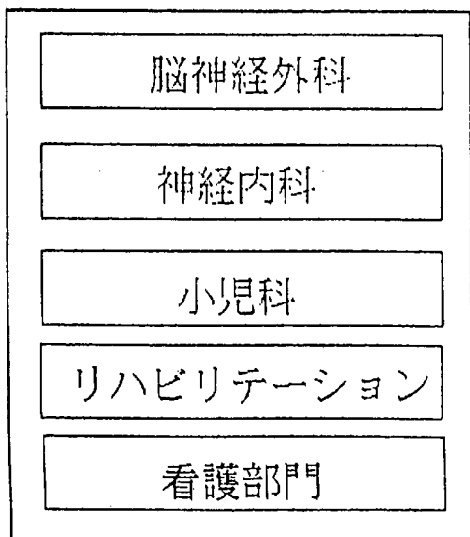 脳神経外科
神経内科
小児科
リハビリテーション
看護部門